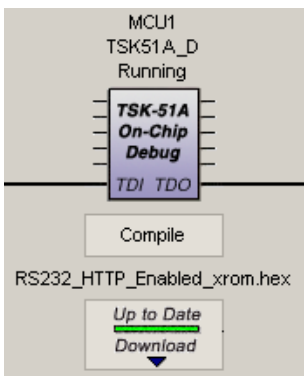 MCU1
TSK51A_D
Running
TSK-51A
On-Chip
Debug
TDI TDO
Compile
RS232_HTTP_Enabled_xrom.hex
Up to Date
Download